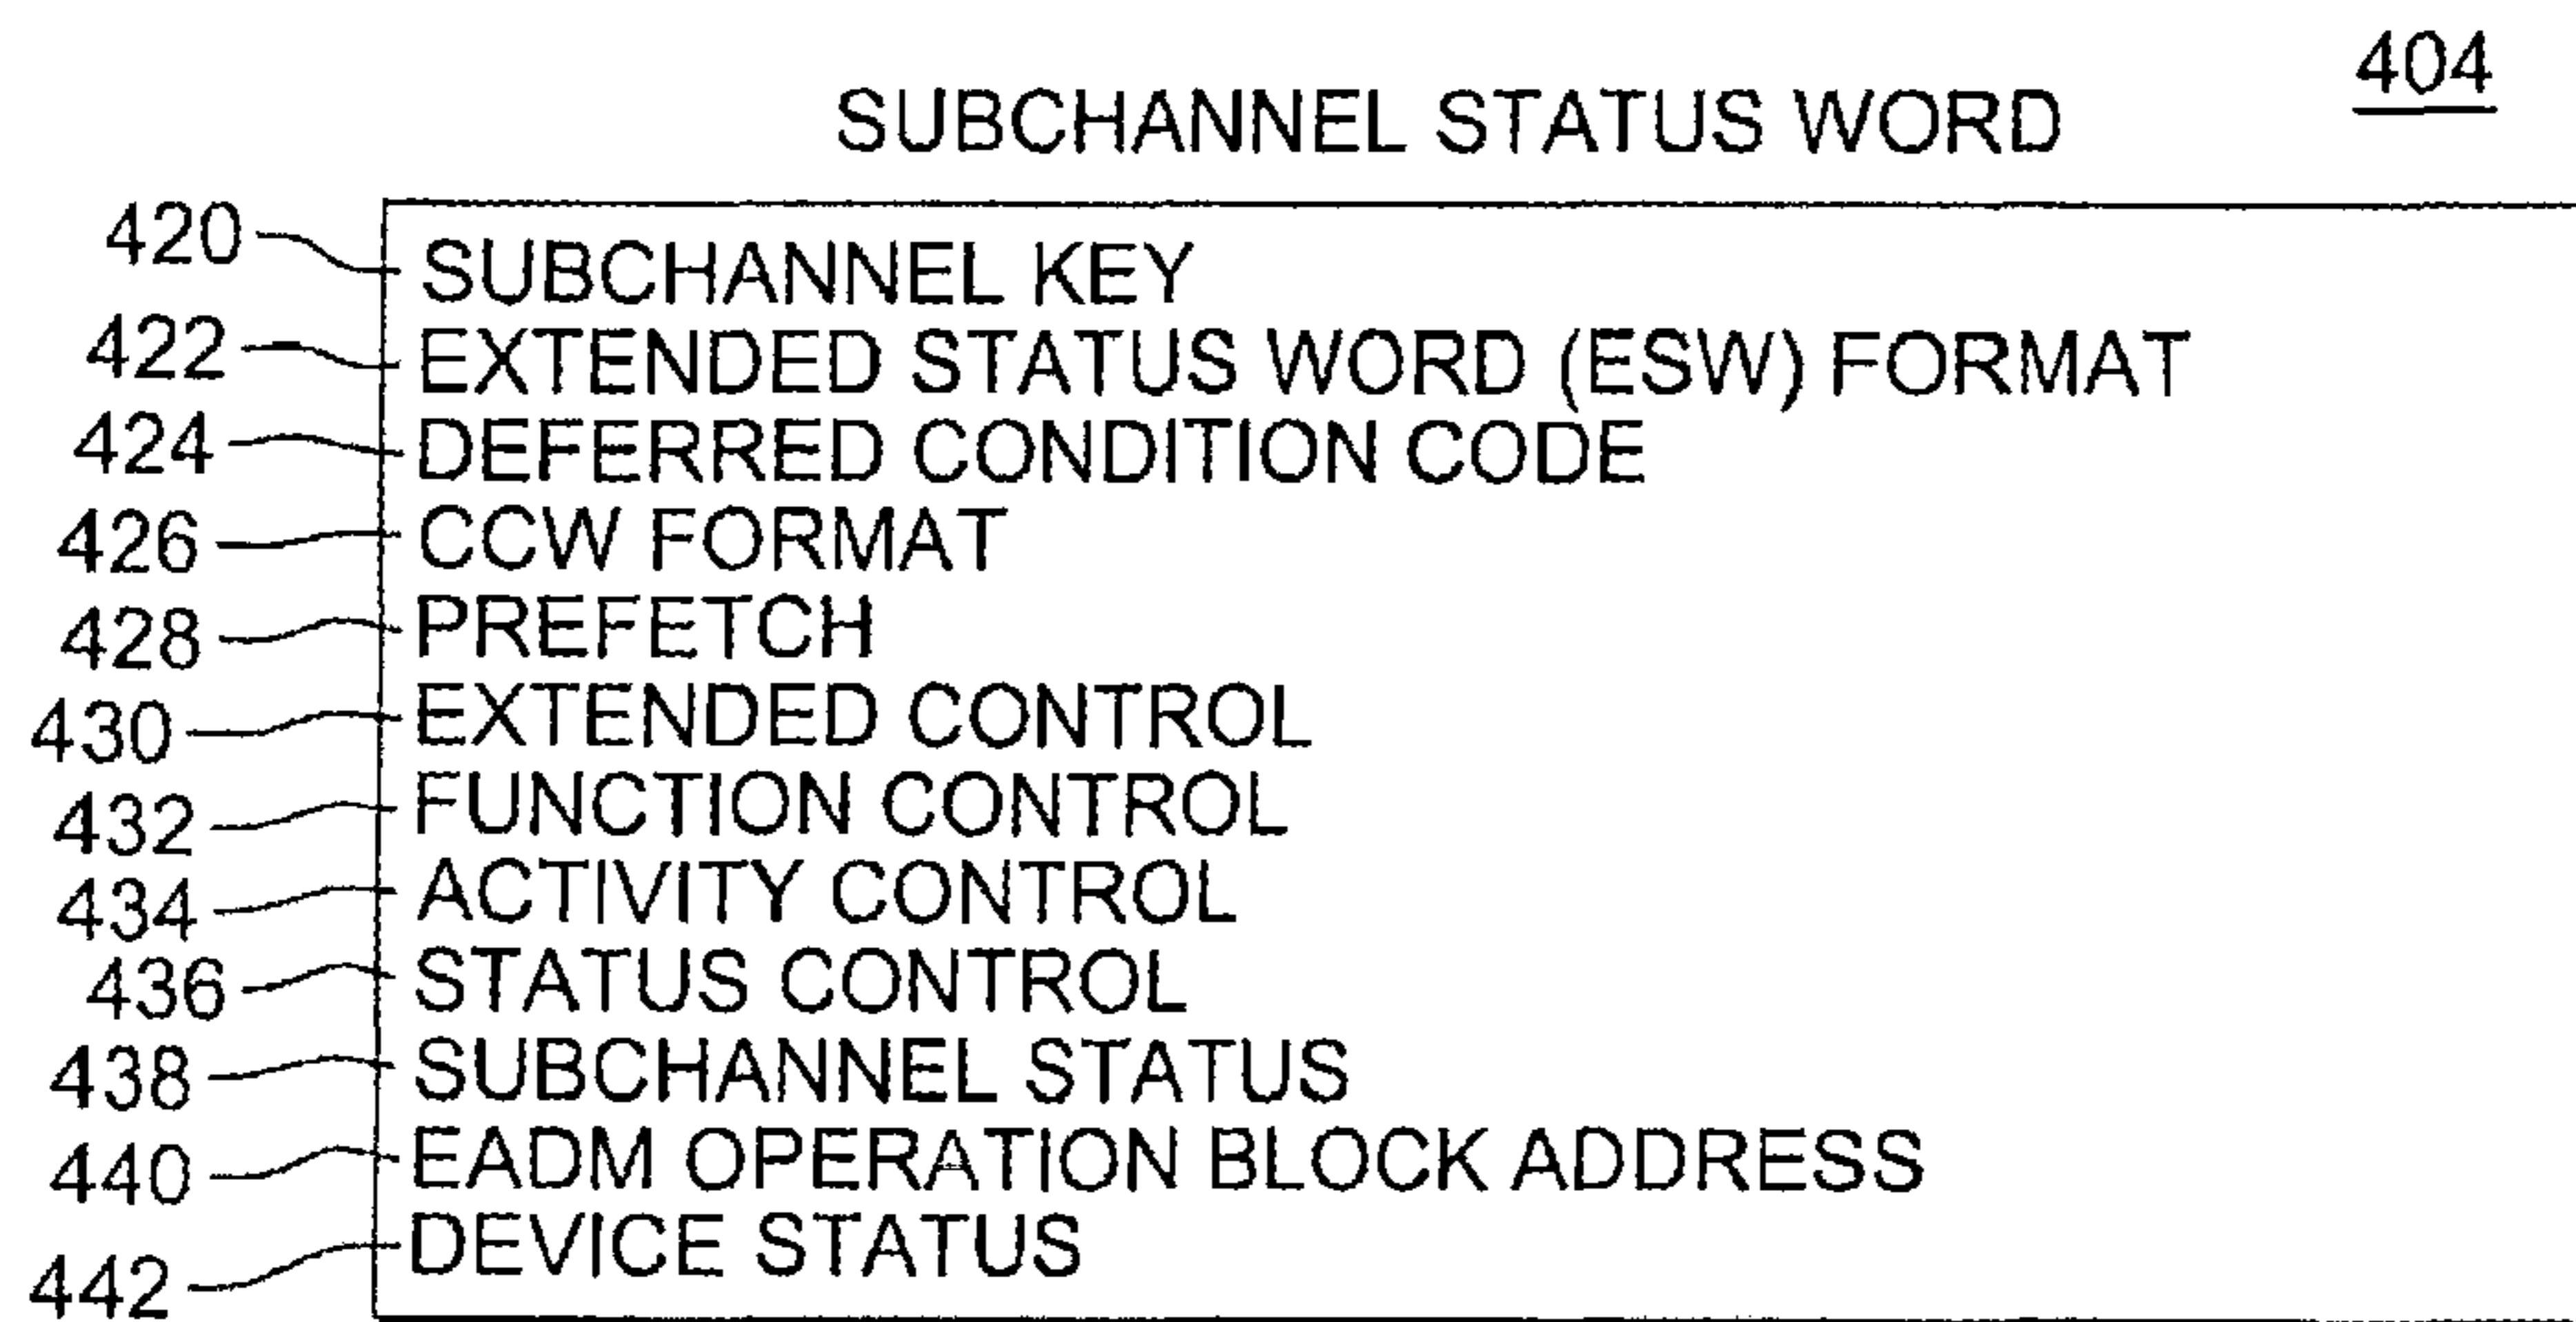 404
SUBCHANNEL STATUS WORD
420 SUBCHANNEL KEY
422 EXTENDED STATUS WORD (ESW) FORMAT
424 DEFERRED CONDITION CODE
426 CCW FORMAT
428 PREFETCH
430 EXTENDED CONTROL
432 FUNCTION CONTROL
434 ACTIVITY CONTROL
436 STATUS CONTROL
438 SUBCHANNEL STATUS
440 EADM OPERATION BLOCK ADDRESS
442 DEVICE STATUS